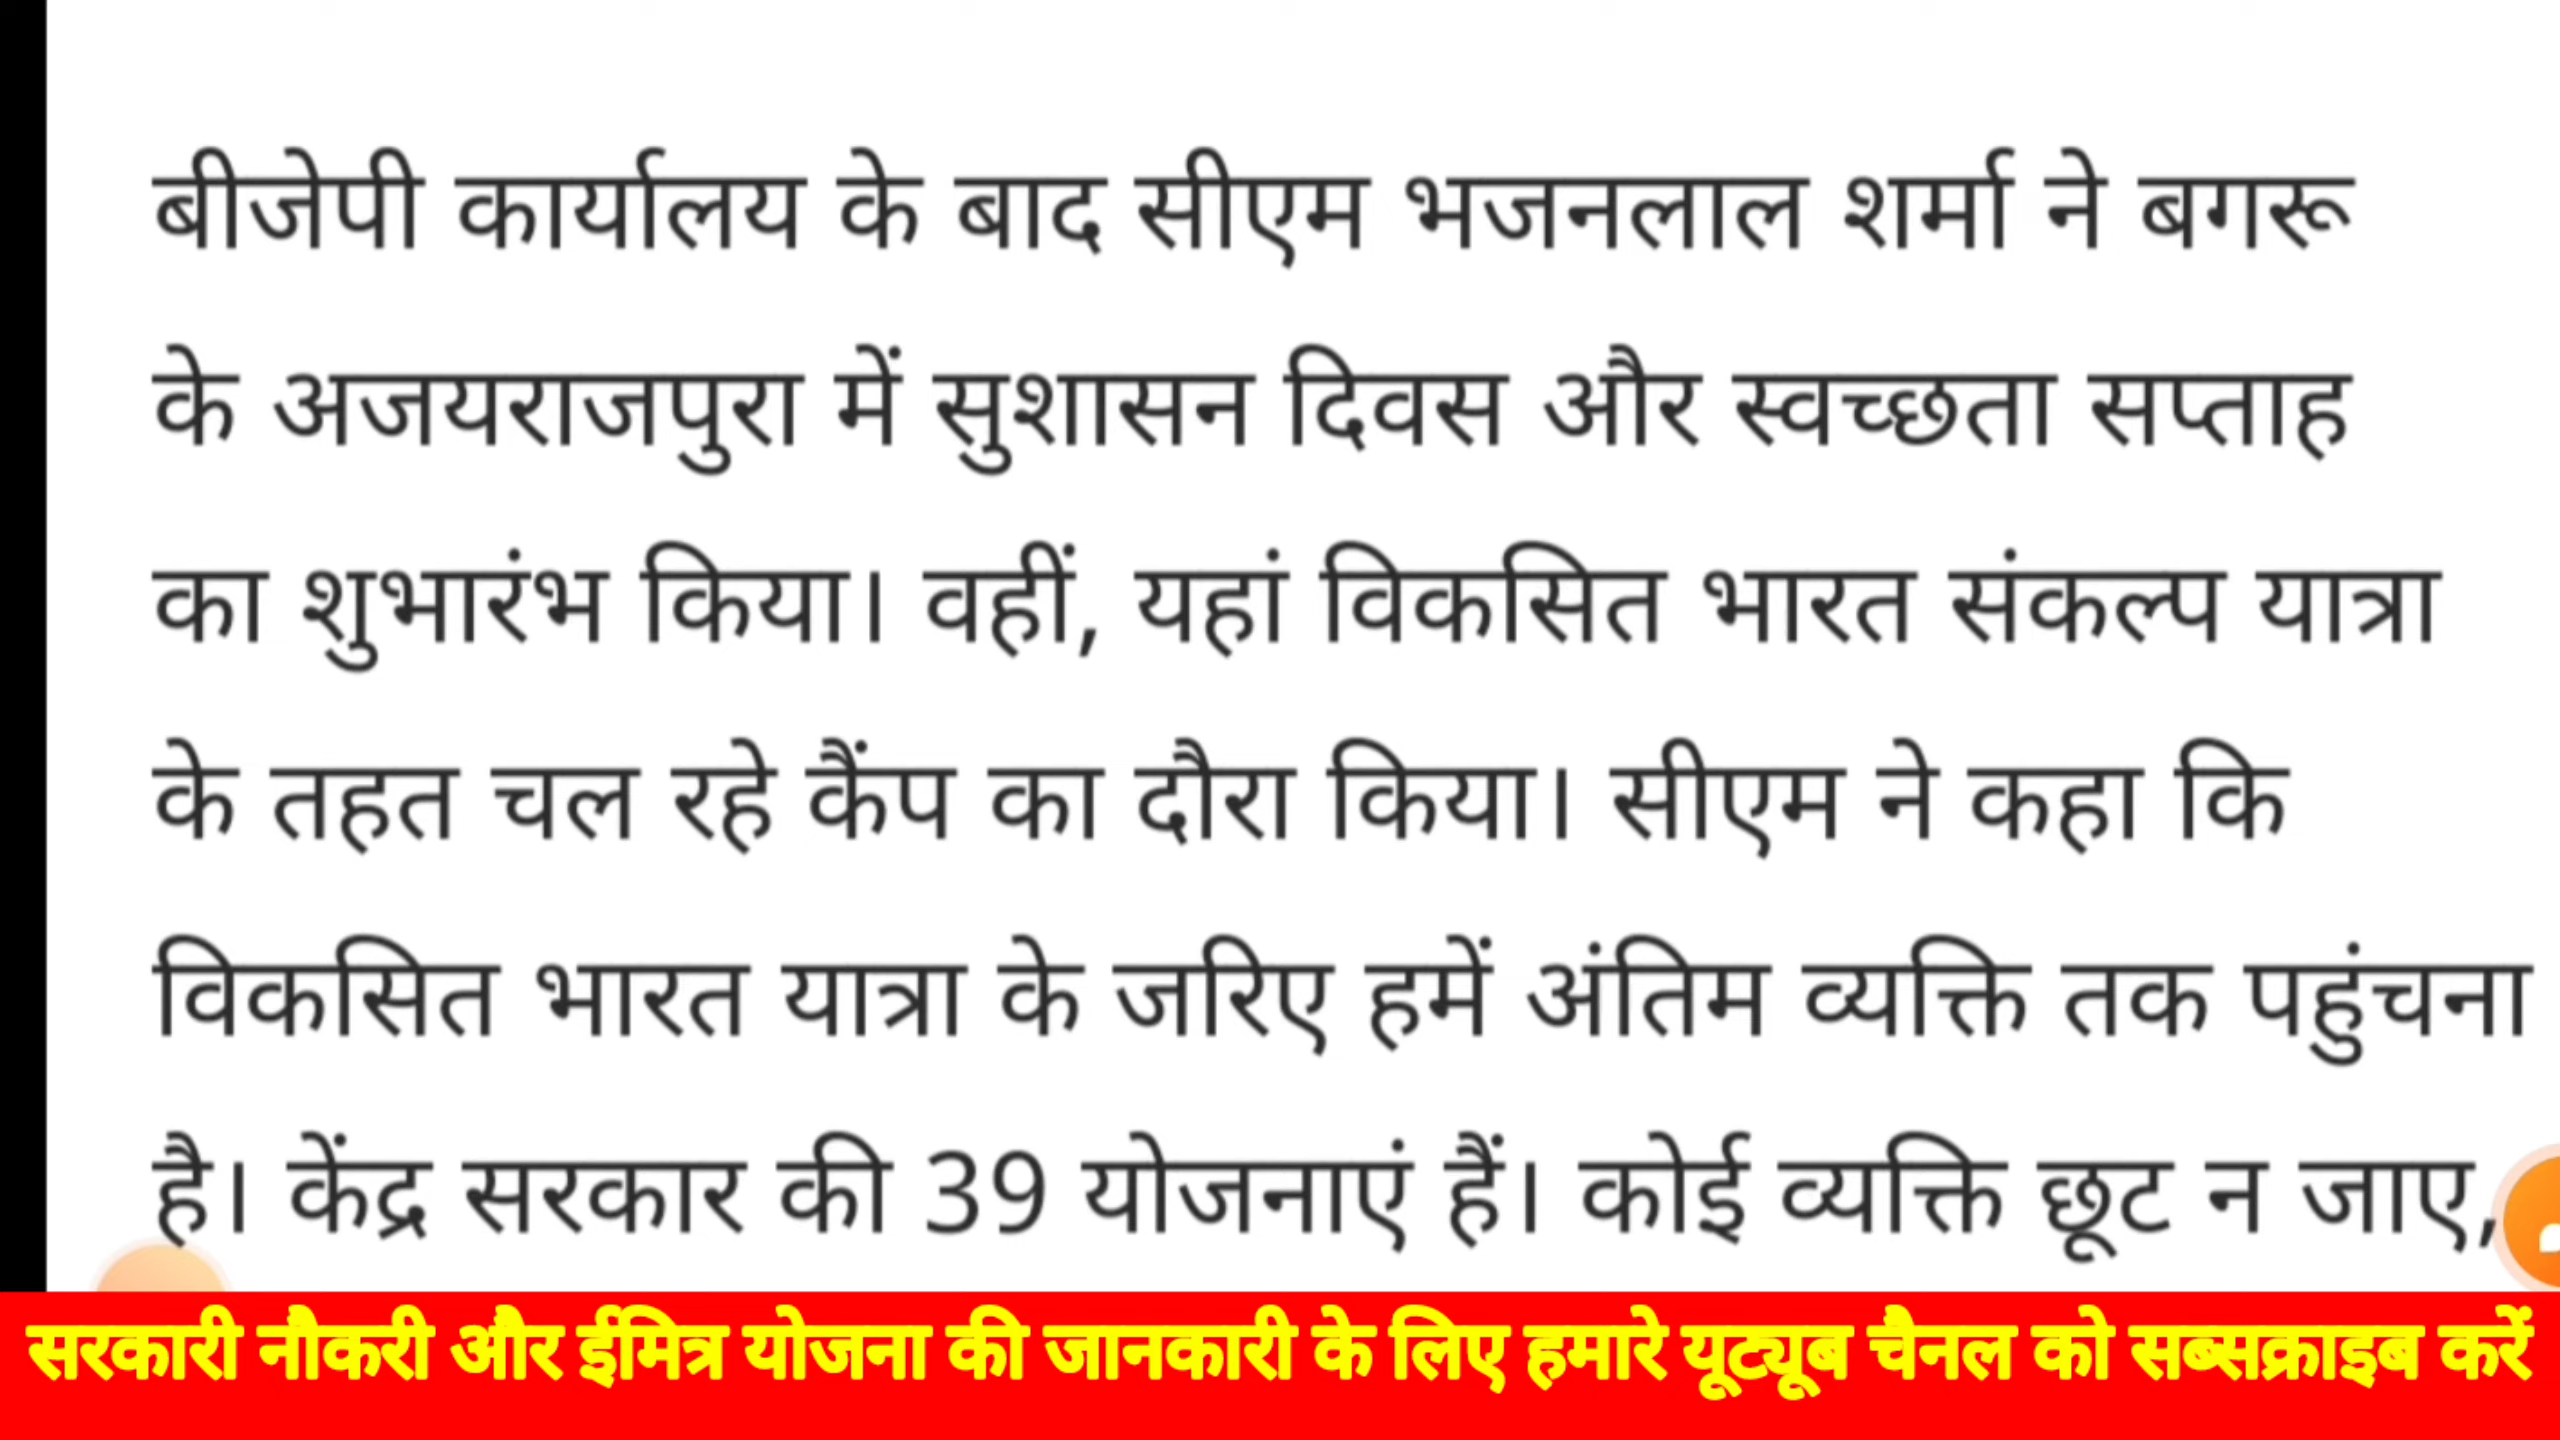 बीजेपी कार्यालय के बाद सीएम भजनलाल शर्मा ने बगरू
के अजयराजपुरा में सुशासन दिवस और स्वच्छता सप्ताह
का शुभारंभ किया। वहीं, यहां विकसित भारत संकल्प यात्रा
के तहत चल रहे कैंप का दौरा किया। सीएम ने कहा कि
विकसित भारत यात्रा के जरिए हमें अंतिम व्यक्ति तक पहुंचना
है। केंद्र सरकार की 39 योजनाएं हैं। कोई व्यक्ति छूट न जाए,
सरकारी नौकरी और ईमित्र योजना की जानकारी के लिए हमारे यूट्यूब चैनल को सब्सक्राइब करें